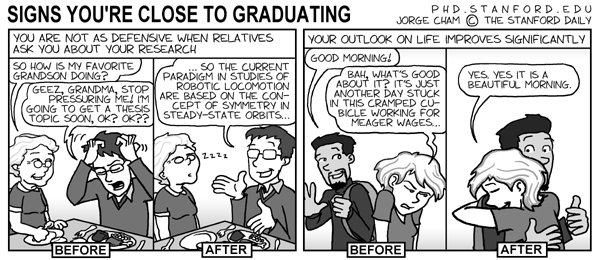 SIGNS YOU'RE CLOSE TO GRADUATING
PHD.STANFORD.EDU
JORGE CHAM © THE STANFORD DAILY
YOU ARE NOT AS DEFENSIVE WHEN RELATIVES
ASK YOU ABOUT YOUR RESEARCH
SO HOW IS MY FAVORITE
GRANDSON DOING?
GEEZ, GRANDMA, STOP
PRESSURING ME! I'M
GOING TO GET A THESIS
TOPIC SOON, OK? OK??
BEFORE
... SO THE CURRENT
PARADIGM IN STUDIES OF
ROBOTIC LOCOMOTION
ARE BASED ON THE CON-
CEPT OF SYMMETRY IN
STEADY-STATE ORBITS...
ZZZZ
AFTER
YOUR OUTLOOK ON LIFE IMPROVES SIGNIFICANTLY
GOOD MORNING!
BAH, WHAT'S GOOD
ABOUT IT? IT'S JUST
ANOTHER DAY STUCK
IN THIS CRAMPED CU-
BICLE WORKING FOR
MEAGER WAGES...
BEFORE
YES. YES IT IS A
BEAUTIFUL MORNING.
AFTER